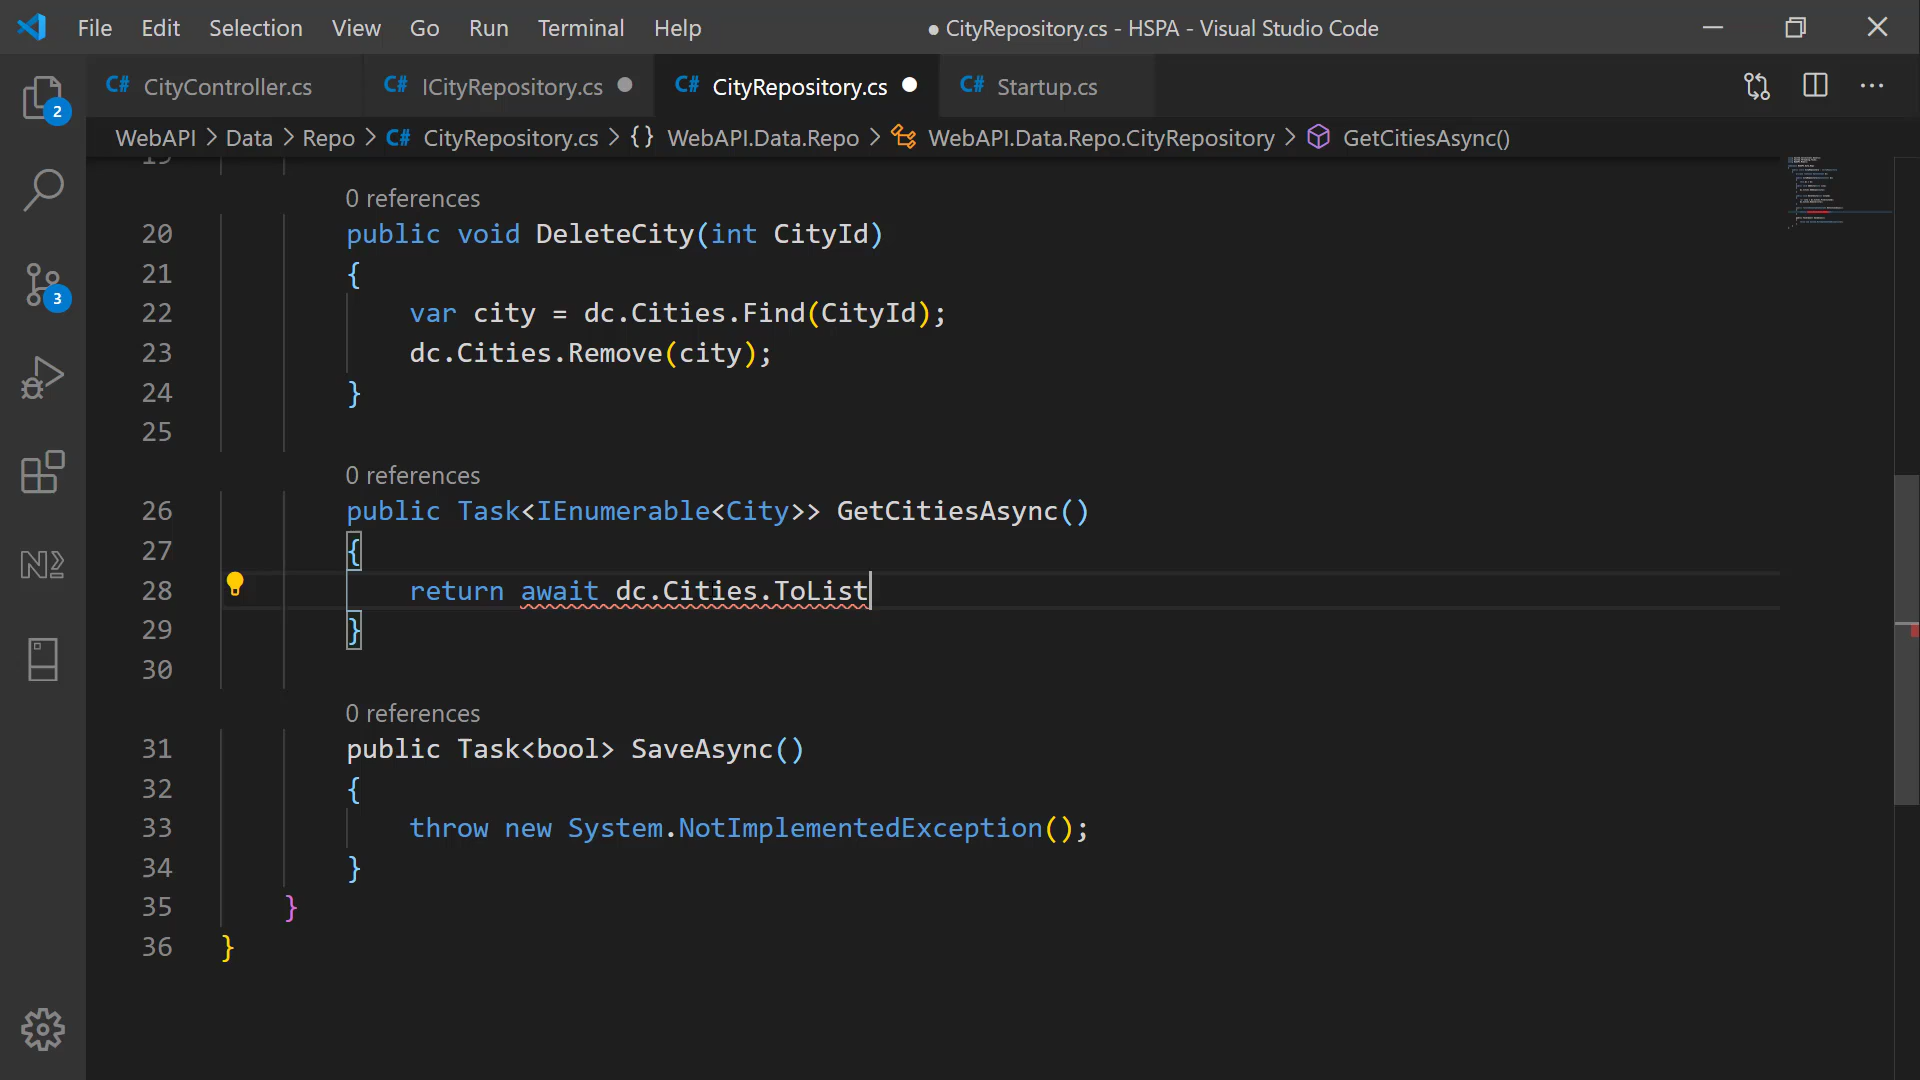 File Edit Selection View Go Run Terminal Help ● CityRepository.cs - HSPA - Visual Studio Code
C# CityController.cs C# ICityRepository.cs C# CityRepository.cs C# Startup.cs ···
WebAPI > Data > Repo > C# CityRepository.cs > {} WebAPI.Data.Repo > WebAPI.Data.Repo.CityRepository > GetCitiesAsync()
2
3
19
0 references
20 public void DeleteCity(int CityId)
21 {
22 var city = dc.Cities.Find(CityId);
23 dc.Cities.Remove(city);
24 }
25
0 references
26 public Task<IEnumerable<City>> GetCitiesAsync()
27 {
28 return await dc.Cities.ToList
29 }
30
0 references
31 public Task<bool> SaveAsync()
32 {
33 throw new System.NotImplementedException();
34 }
35 }
36 }